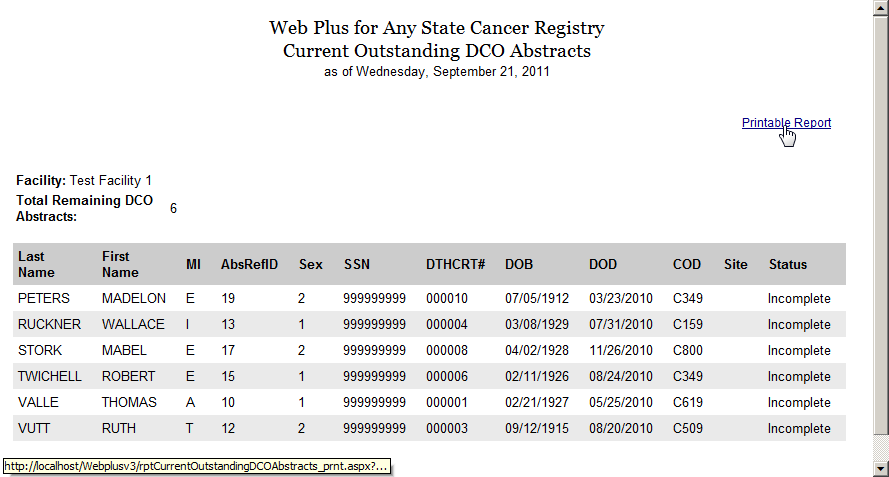 Web Plus for Any State Cancer Registry
Current Outstanding DCO Abstracts
as of Wednesday, September 21, 2011
Printable Report
Facility: Test Facility 1
Total Remaining DCO
Abstracts: 6
Last Name First Name MI AbsRefID Sex SSN DTHCRT# DOB DOD COD Site Status
PETERS MADELON E 19 2 999999999 000010 07/05/1912 03/23/2010 C349 Incomplete
RUCKNER WALLACE I 13 1 999999999 000004 03/08/1929 07/31/2010 C159 Incomplete
STORK MABEL E 17 2 999999999 000008 04/02/1928 11/26/2010 C800 Incomplete
TWICHELL ROBERT E 15 1 999999999 000006 02/11/1926 08/24/2010 C349 Incomplete
VALLE THOMAS A 10 1 999999999 000001 02/21/1927 05/25/2010 C619 Incomplete
VUTT RUTH T 12 2 999999999 000003 09/12/1915 08/20/2010 C509 Incomplete
http://localhost/Webplusv3/rptCurrentOutstandingDCOAbstracts_prnt.aspx?...